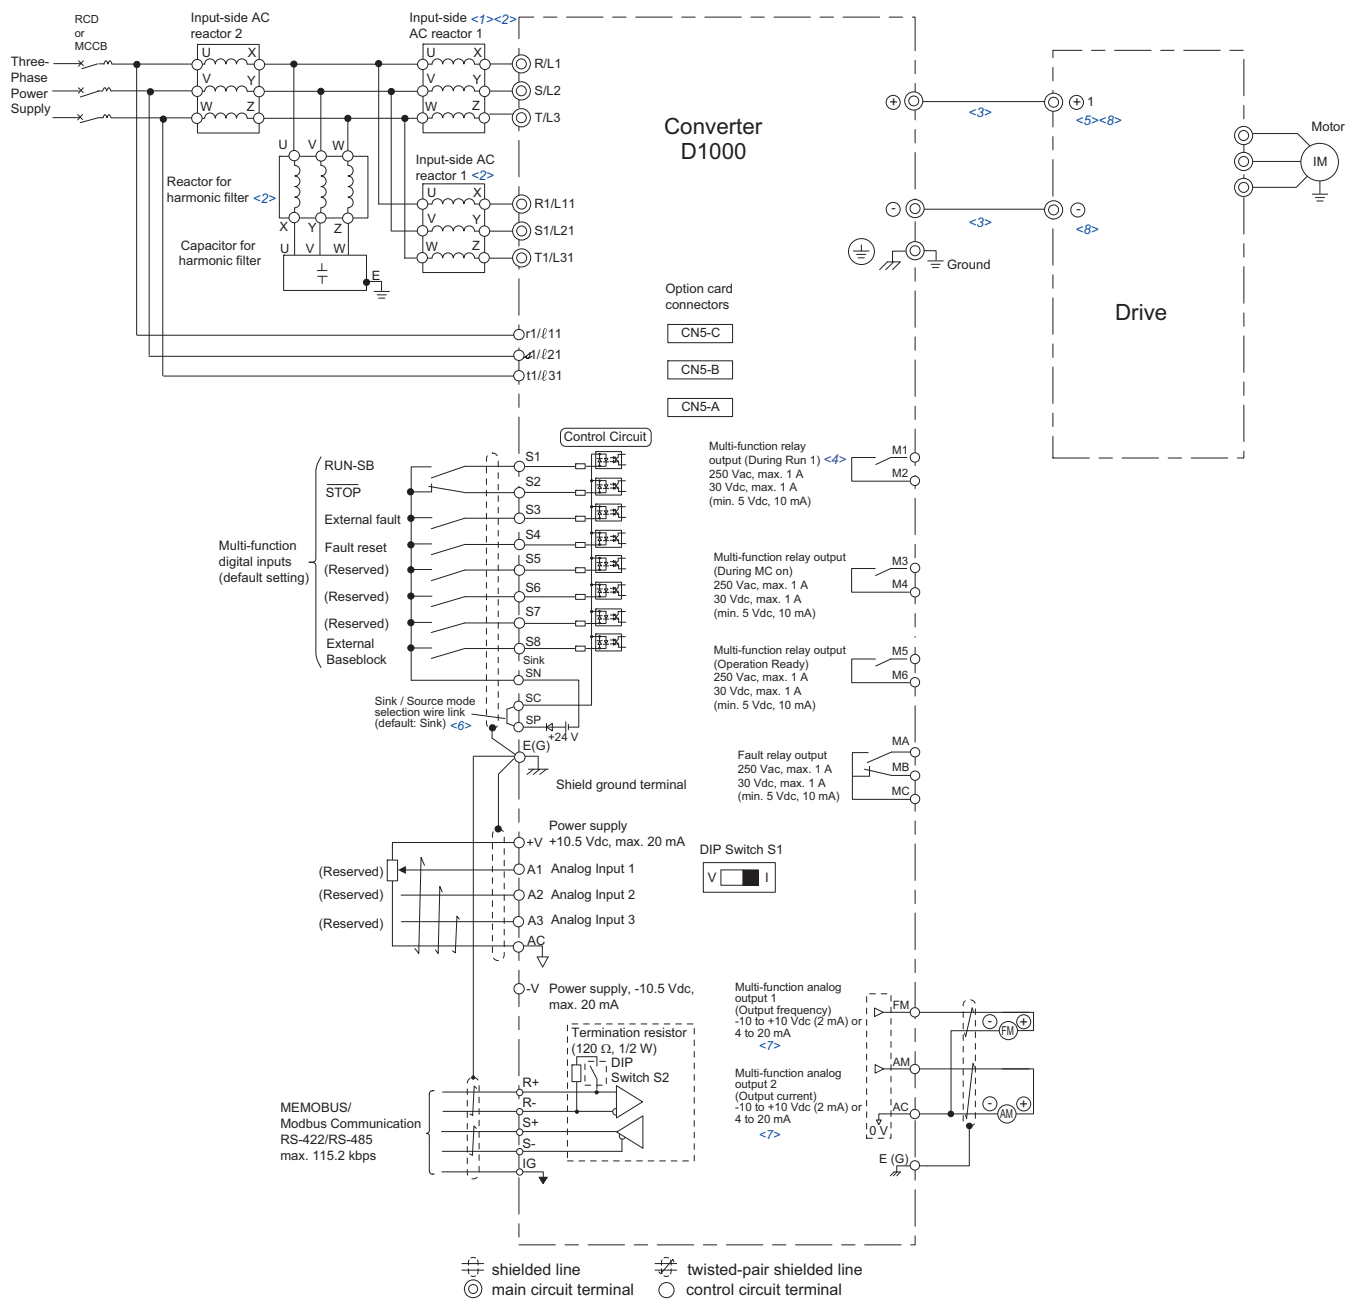 RCD
or
MCCB
Three-
Phase
Power
Supply
Input-side AC
reactor 2
U X
V Y
W Z
Input-side <1><2>
AC reactor 1
U X
V Y
W Z
R/L1
S/L2
T/L3
U V W
Reactor for
harmonic filter <2>
X Y Z
Capacitor for
harmonic filter
U V W
E
Input-side AC
reactor 1 <2>
U X
V Y
W Z
R1/L11
S1/L21
T1/L31
r1/ℓ11
1/ℓ21
t1/ℓ31
Converter
D1000
Option card
connectors
CN5-C
CN5-B
CN5-A
+
<3>
+ 1
<5><8>
-
<3>
-
<8>
Ground
Drive
Motor
IM
Control Circuit
Multi-function
digital inputs
(default setting)
RUN-SB
STOP
External fault
Fault reset
(Reserved)
(Reserved)
(Reserved)
External
Baseblock
S1
S2
S3
S4
S5
S6
S7
S8
Sink
SN
SC
SP
+24 V
Sink / Source mode
selection wire link
(default: Sink) <6>
E(G)
Shield ground terminal
Multi-function relay
output (During Run 1) <4>
250 Vac, max. 1 A
30 Vdc, max. 1 A
(min. 5 Vdc, 10 mA)
M1
M2
Multi-function relay output
(During MC on)
250 Vac, max. 1 A
30 Vdc, max. 1 A
(min. 5 Vdc, 10 mA)
M3
M4
Multi-function relay output
(Operation Ready)
250 Vac, max. 1 A
30 Vdc, max. 1 A
(min. 5 Vdc, 10 mA)
M5
M6
Fault relay output
250 Vac, max. 1 A
30 Vdc, max. 1 A
(min. 5 Vdc, 10 mA)
MA
MB
MC
Power supply
+V +10.5 Vdc, max. 20 mA
(Reserved) A1 Analog Input 1
(Reserved) A2 Analog Input 2
(Reserved) A3 Analog Input 3
AC
-V Power supply, -10.5 Vdc,
max. 20 mA
DIP Switch S1
V I
Termination resistor
(120 Ω, 1/2 W)
DIP
Switch S2
MEMOBUS/
Modbus Communication
RS-422/RS-485
max. 115.2 kbps
R+
R-
S+
S-
IG
Multi-function analog
output 1
(Output frequency)
-10 to +10 Vdc (2 mA) or
4 to 20 mA
<7>
Multi-function analog
output 2
(Output current)
-10 to +10 Vdc (2 mA) or
4 to 20 mA
<7>
FM
AM
AC
0 V
E (G)
- +
FM
- +
AM
shielded line
twisted-pair shielded line
main circuit terminal
control circuit terminal